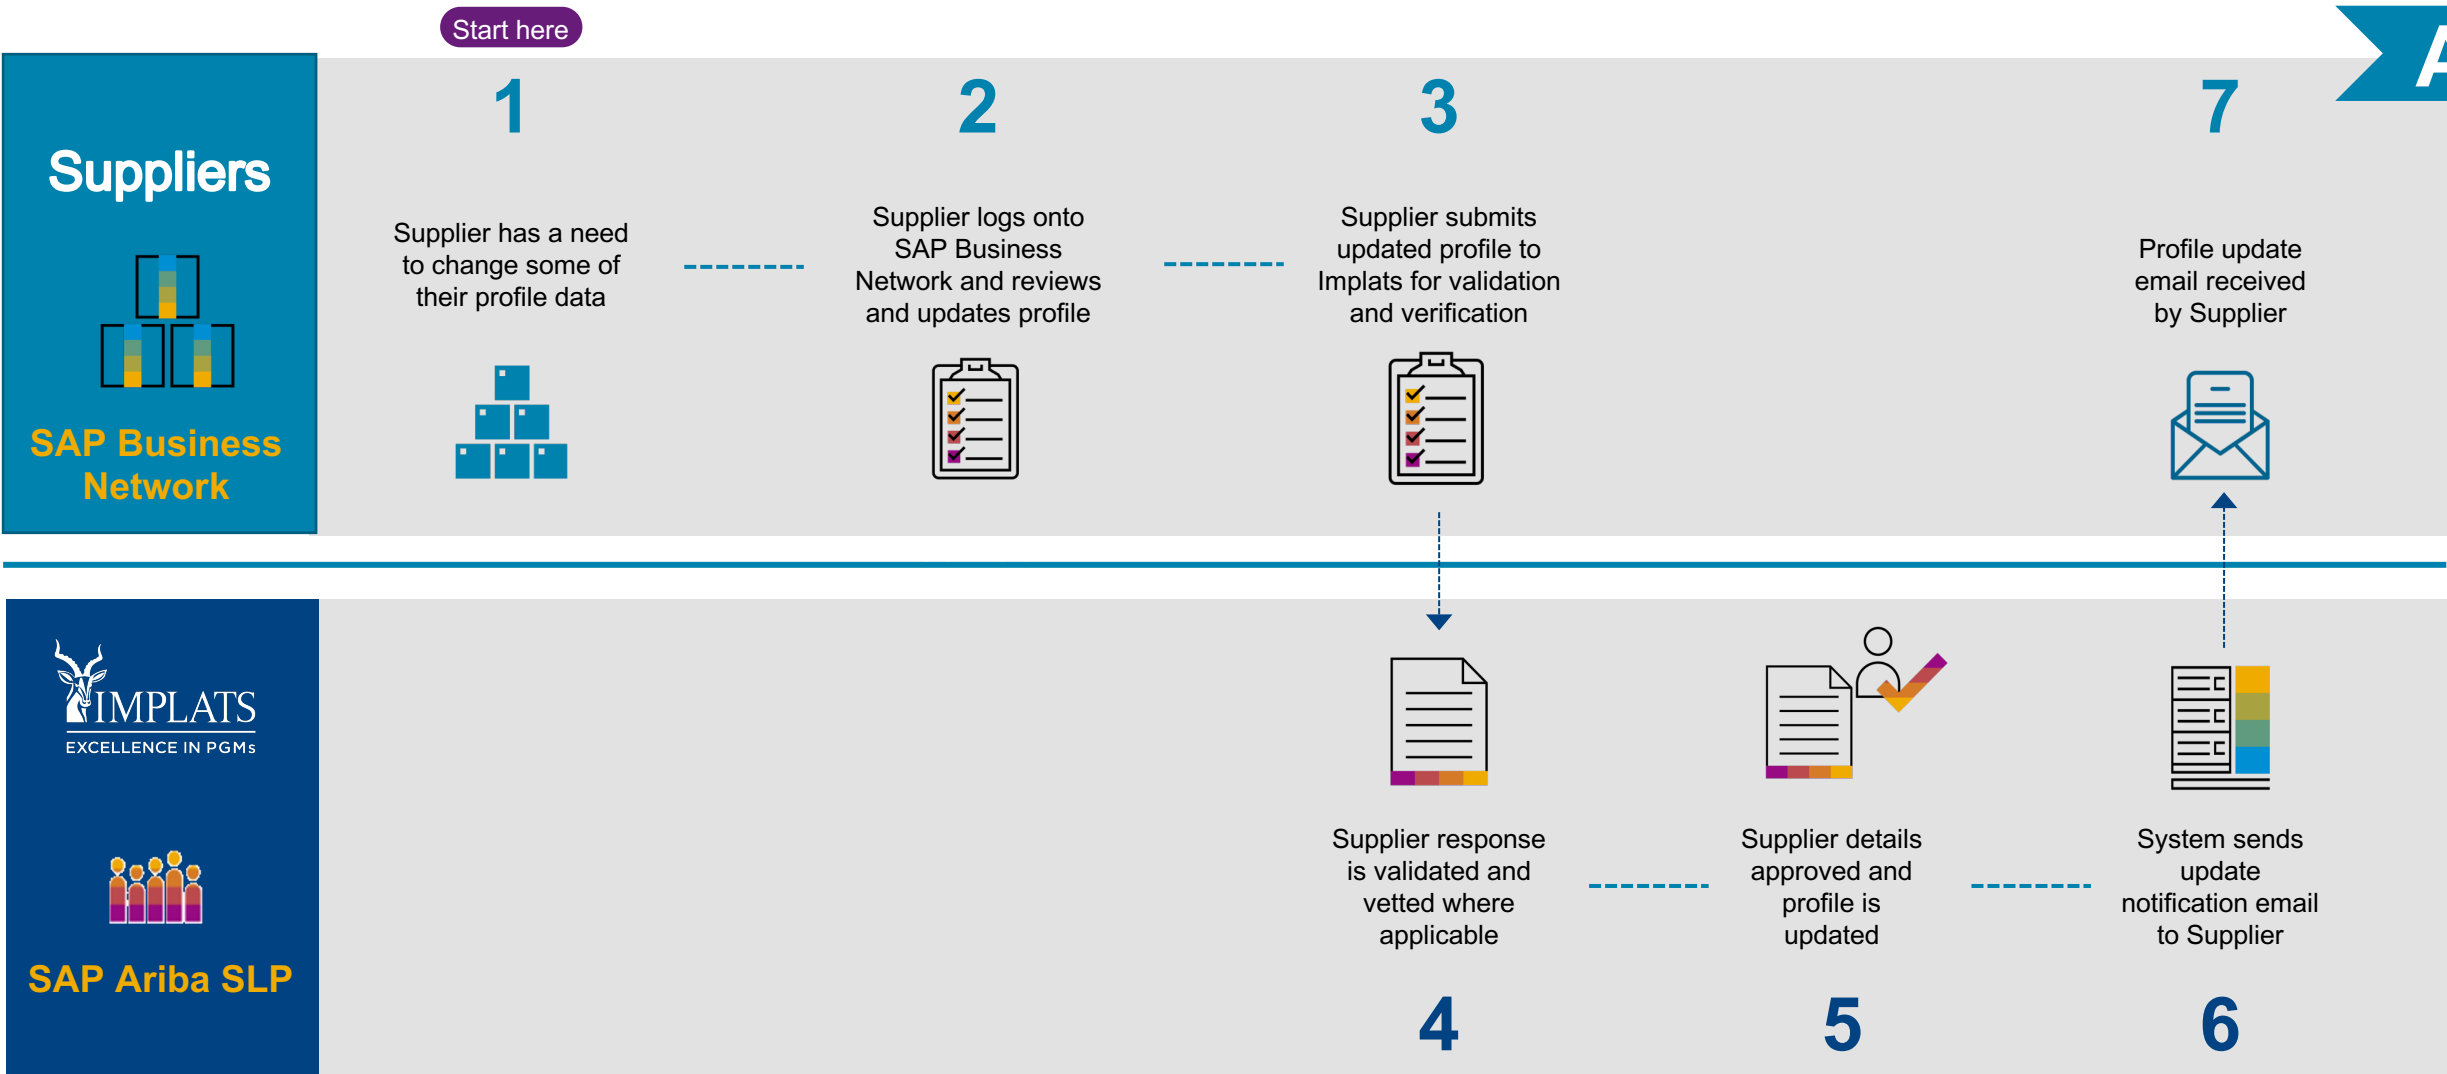 Start here
Suppliers
SAP Business
Network
1
Supplier has a need
to change some of
their profile data
2
Supplier logs onto
SAP Business
Network and reviews
and updates profile
3
Supplier submits
updated profile to
Implats for validation
and verification
7
Profile update
email received
by Supplier
A
IMPLATS
EXCELLENCE IN PGMs
SAP Ariba SLP
Supplier response
is validated and
vetted where
applicable
4
Supplier details
approved and
profile is
updated
5
System sends
update
notification email
to Supplier
6